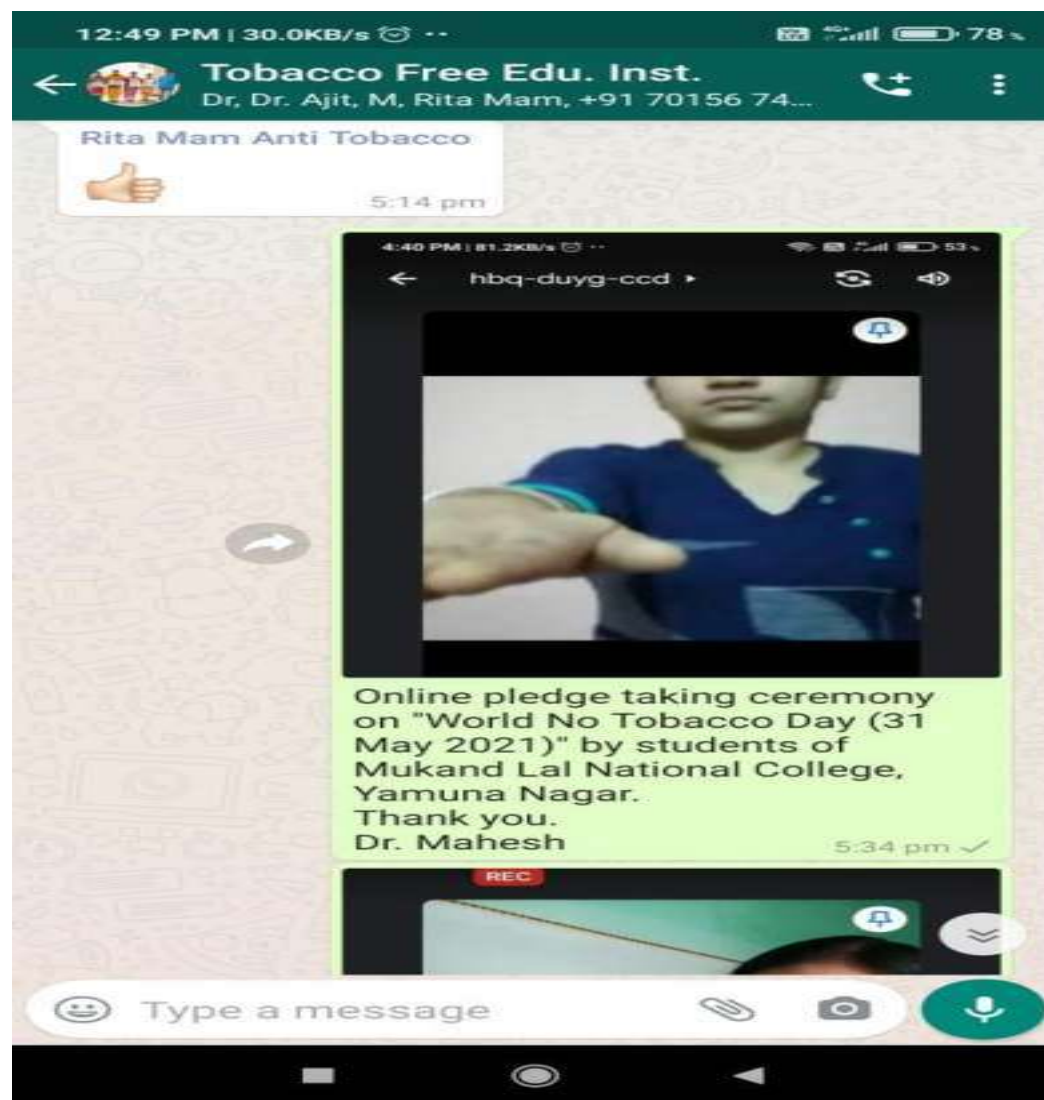 12:49 PM | 30.0KB/s
78
Tobacco Free Edu. Inst.
Dr, Dr. Ajit, M, Rita Mam, +91 70156 74...
Rita Mam Anti Tobacco
5:14 pm
4:40 PM | 81.2KB/s
53
hbq-duyg-ccd
Online pledge taking ceremony
on "World No Tobacco Day (31
May 2021)" by students of
Mukand Lal National College,
Yamuna Nagar.
Thank you.
Dr. Mahesh
5:34 pm
REC
Type a message